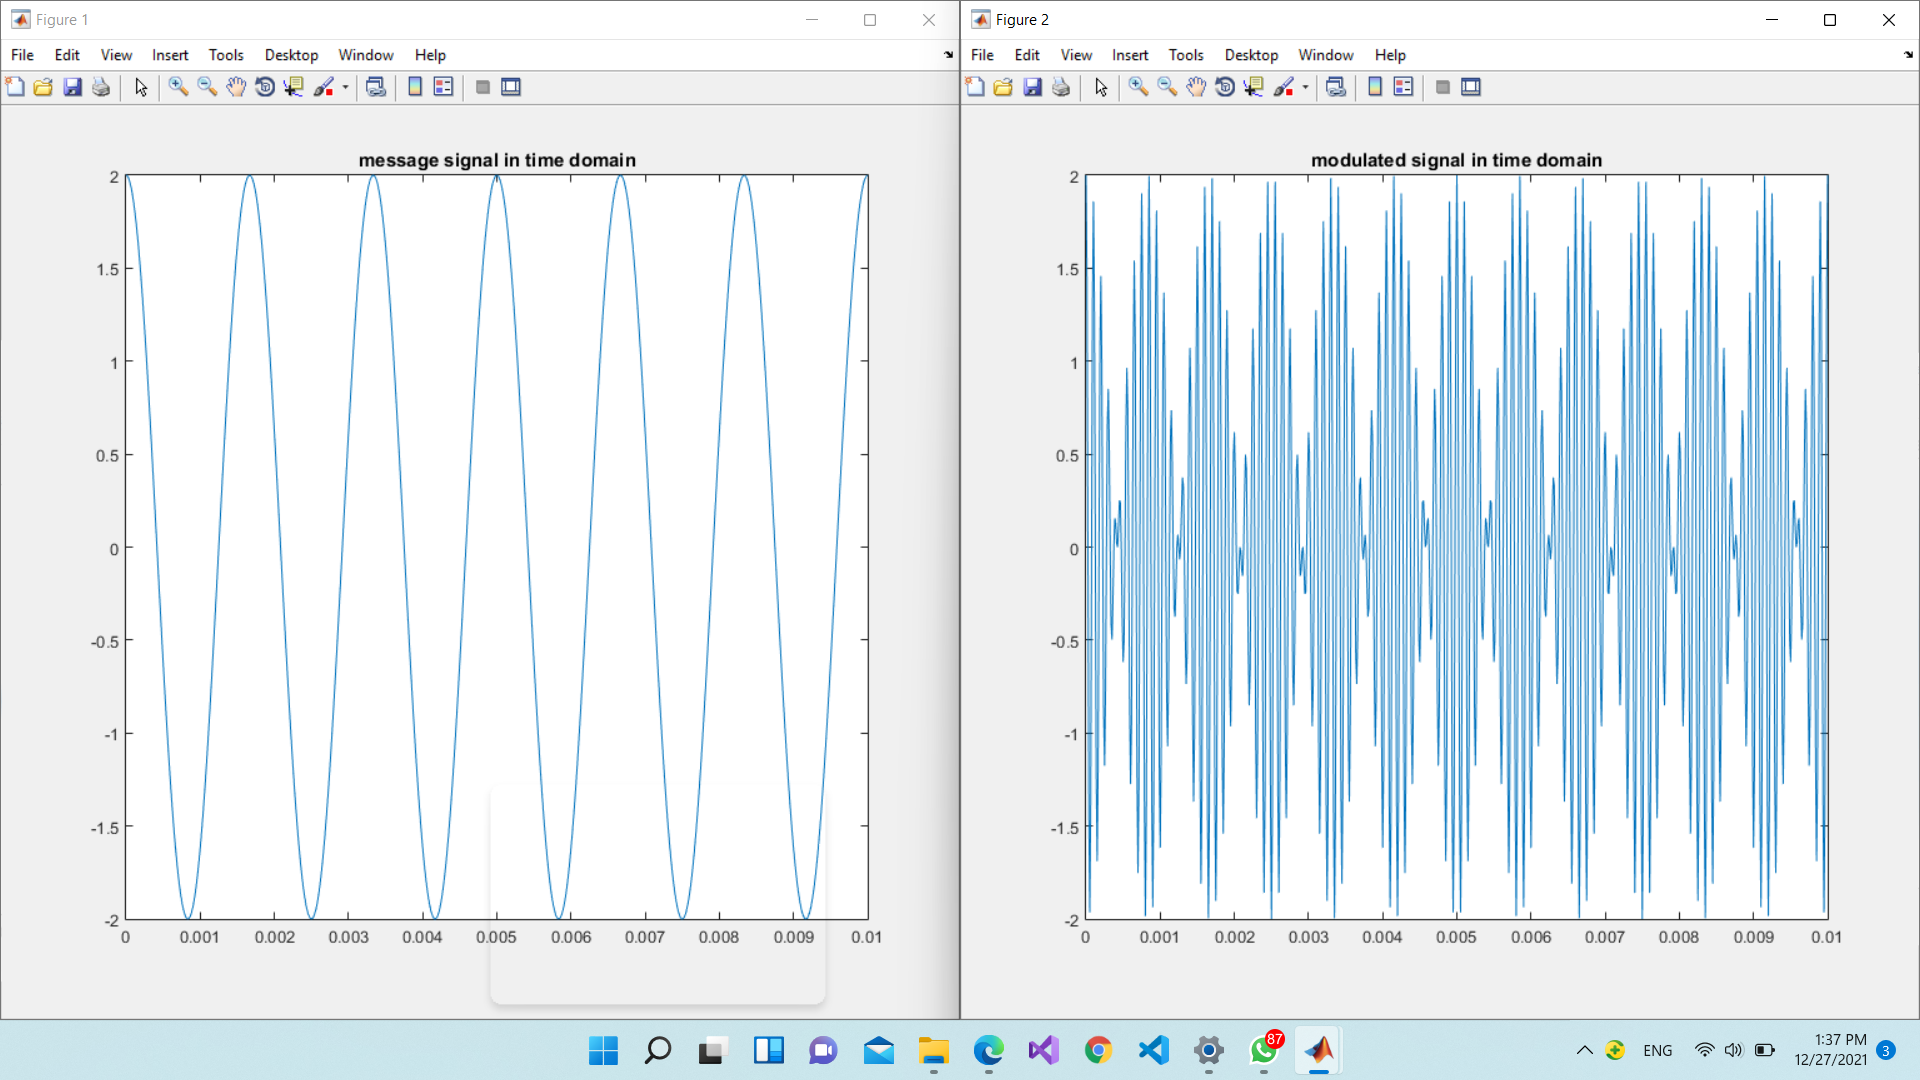 Figure 1
File Edit View Insert Tools Desktop Window Help
message signal in time domain
2
1.5
1
0.5
0
-0.5
-1
-1.5
-2
0 0.001 0.002 0.003 0.004 0.005 0.006 0.007 0.008 0.009 0.01
Figure 2
File Edit View Insert Tools Desktop Window Help
modulated signal in time domain
2
1.5
1
0.5
0
-0.5
-1
-1.5
-2
0 0.001 0.002 0.003 0.004 0.005 0.006 0.007 0.008 0.009 0.01
87
ENG
1:37 PM
12/27/2021
3